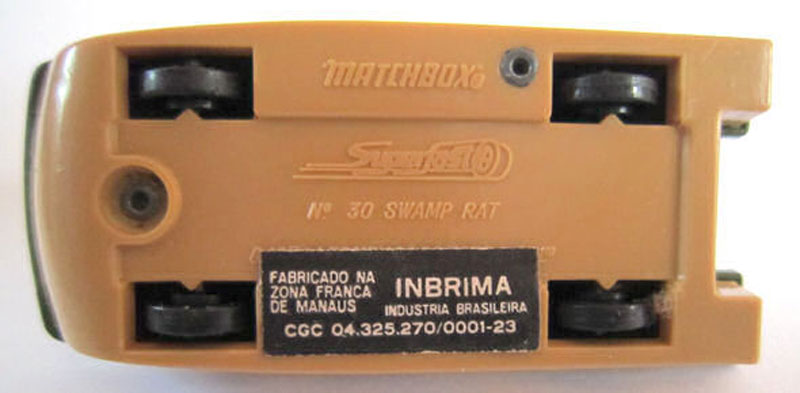 MATCHBOX®
Superfast
Nº 30 SWAMP RAT
FABRICADO NA
ZONA FRANCA
DE MANAUS
INBRIMA
INDUSTRIA BRASILEIRA
CGC 04.325.270/0001-23